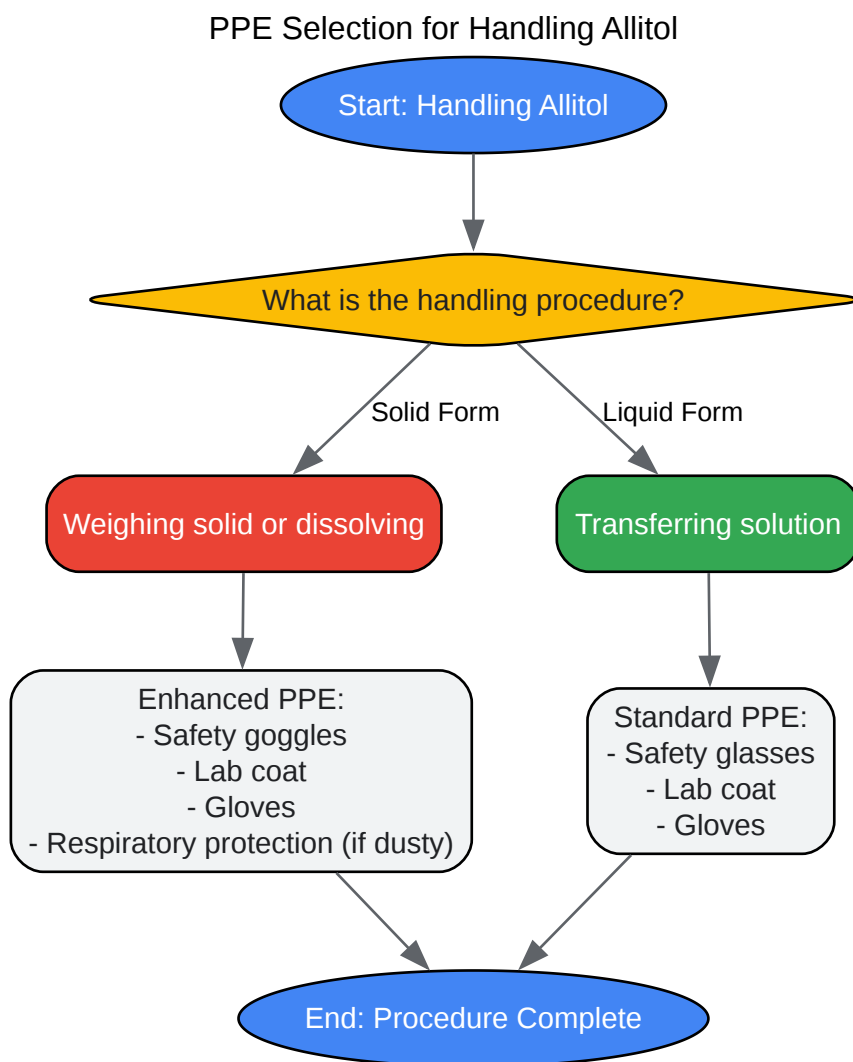 PPE Selection for Handling Allitol
Start: Handling Allitol
What is the handling procedure?
Solid Form
Liquid Form
Weighing solid or dissolving
Transferring solution
Enhanced PPE:
- Safety goggles
- Lab coat
- Gloves
- Respiratory protection (if dusty)
Standard PPE:
- Safety glasses
- Lab coat
- Gloves
End: Procedure Complete